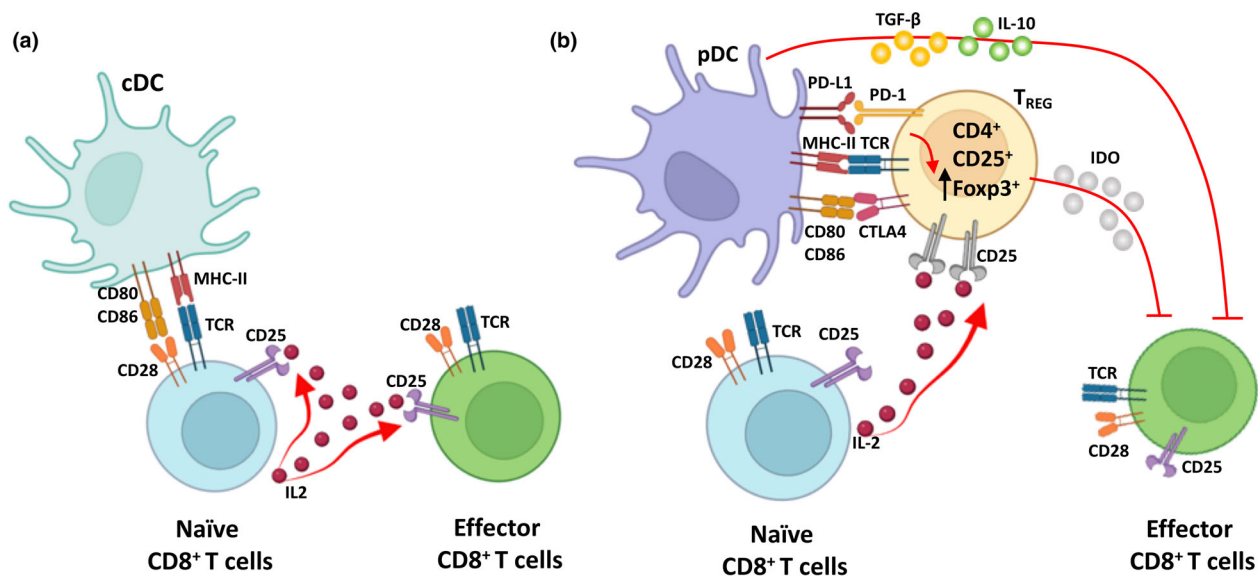 (a)
cDC
CD80
CD86
MHC-II
TCR
CD28
CD25
IL2
CD28
TCR
CD25
Naïve
CD8⁺ T cells
Effector
CD8⁺ T cells
(b)
pDC
TGF-β
IL-10
PD-L1
PD-1
T_REG
MHC-II TCR
CD4⁺
CD25⁺
Foxp3⁺
CD80
CD86
CTLA4
CD25
IDO
CD28
TCR
CD25
IL-2
TCR
CD28
CD25
Naïve
CD8⁺ T cells
Effector
CD8⁺ T cells